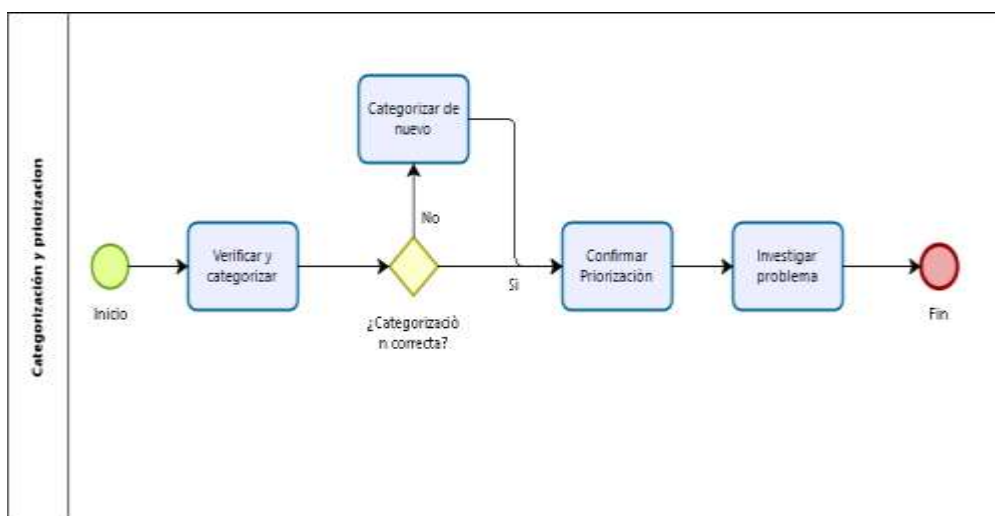 Categorización y priorizacion
Inicio
Verificar y
categorizar
¿Categorizaciò
n correcta?
No
Categorizar de
nuevo
Si
Confirmar
Priorización
Investigar
problema
Fin